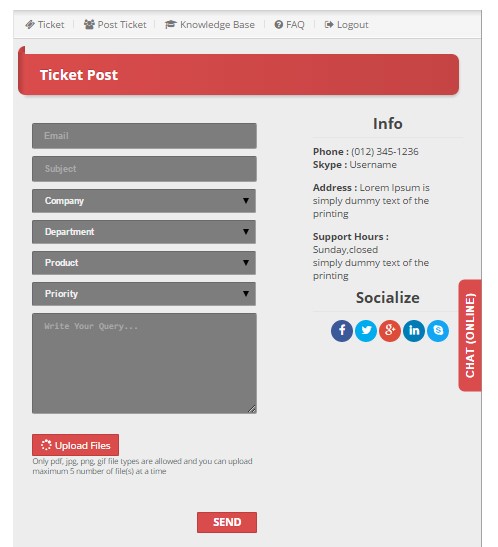 Ticket Post Ticket Knowledge Base FAQ Logout
Ticket Post
Email
Subject
Company
Department
Product
Priority
Write Your Query...
Upload Files
Only pdf, jpg, png, gif file types are allowed and you can upload
maximum 5 number of file(s) at a time
SEND
Info
Phone : (012) 345-1236
Skype : Username
Address : Lorem Ipsum is
simply dummy text of the
printing
Support Hours :
Sunday,closed
simply dummy text of the
printing
Socialize
CHAT (ONLINE)